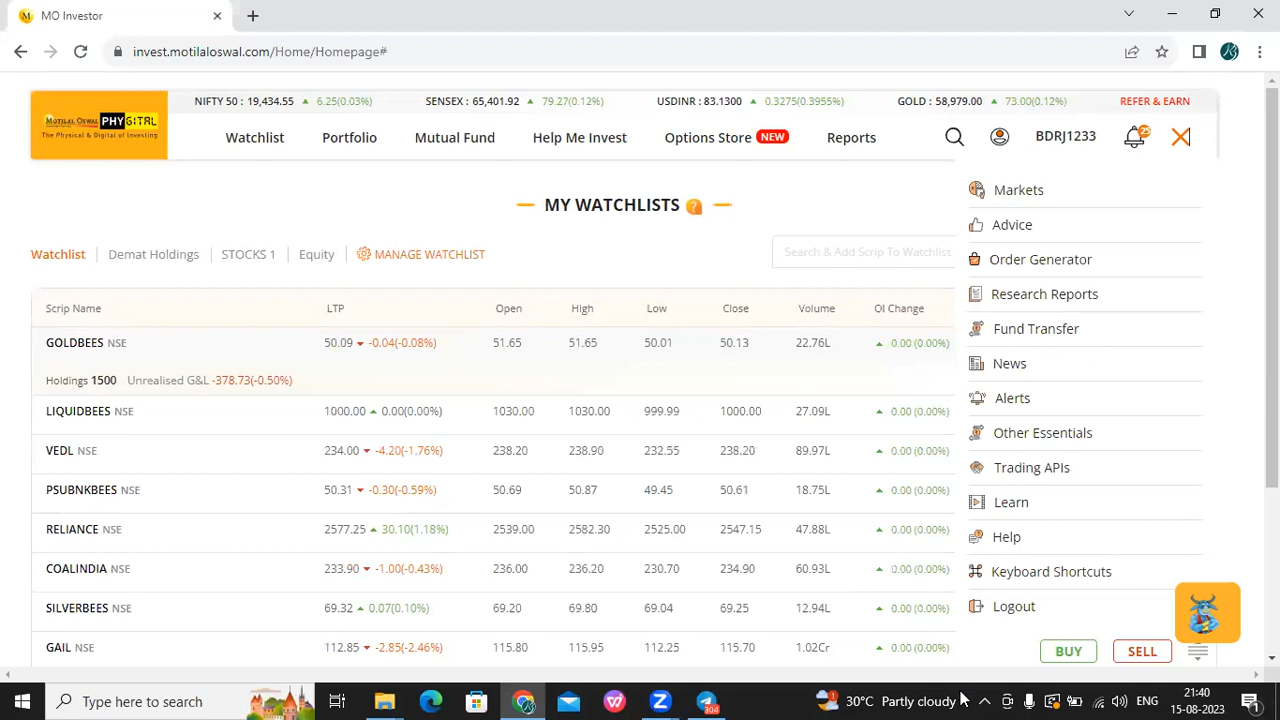 MO Investor
invest.motilaloswal.com/Home/Homepage#
MOTILAL OSWAL PHYGITAL
The Physical & Digital of Investing
NIFTY 50 : 19,434.55 6.25(0.03%) SENSEX : 65,401.92 79.27(0.12%) USDINR : 83.1300 0.3275(0.3955%) GOLD : 58,979.00 73.00(0.12%) REFER & EARN
Watchlist Portfolio Mutual Fund Help Me Invest Options Store NEW Reports BDRJ1233 25
MY WATCHLISTS ?
Watchlist Demat Holdings STOCKS 1 Equity MANAGE WATCHLIST Search & Add Scrip To Watchlist
Scrip Name LTP Open High Low Close Volume OI Change
GOLDBEES NSE 50.09 -0.04(-0.08%) 51.65 51.65 50.01 50.13 22.76L 0.00 (0.00%)
Holdings 1500 Unrealised G&L -378.73(-0.50%)
LIQUIDBEES NSE 1000.00 0.00(0.00%) 1030.00 1030.00 999.99 1000.00 27.09L 0.00 (0.00%)
VEDL NSE 234.00 -4.20(-1.76%) 238.20 238.90 232.55 238.20 89.97L 0.00 (0.00%)
PSUBNKBEES NSE 50.31 -0.30(-0.59%) 50.69 50.87 49.45 50.61 18.75L 0.00 (0.00%)
RELIANCE NSE 2577.25 30.10(1.18%) 2539.00 2582.30 2525.00 2547.15 47.88L 0.00 (0.00%)
COALINDIA NSE 233.90 -1.00(-0.43%) 236.00 236.20 230.70 234.90 60.93L 0.00 (0.00%)
SILVERBEES NSE 69.32 0.07(0.10%) 69.20 69.80 69.04 69.25 12.94L 0.00 (0.00%)
GAIL NSE 112.85 -2.85(-2.46%) 115.80 115.95 112.25 115.70 1.02Cr 0.00 (0.00%)
Markets
Advice
Order Generator
Research Reports
Fund Transfer
News
Alerts
Other Essentials
Trading APIs
Learn
Help
Keyboard Shortcuts
Logout
BUY SELL
Type here to search 304 30°C Partly cloudy ENG 21:40
15-08-2023 1